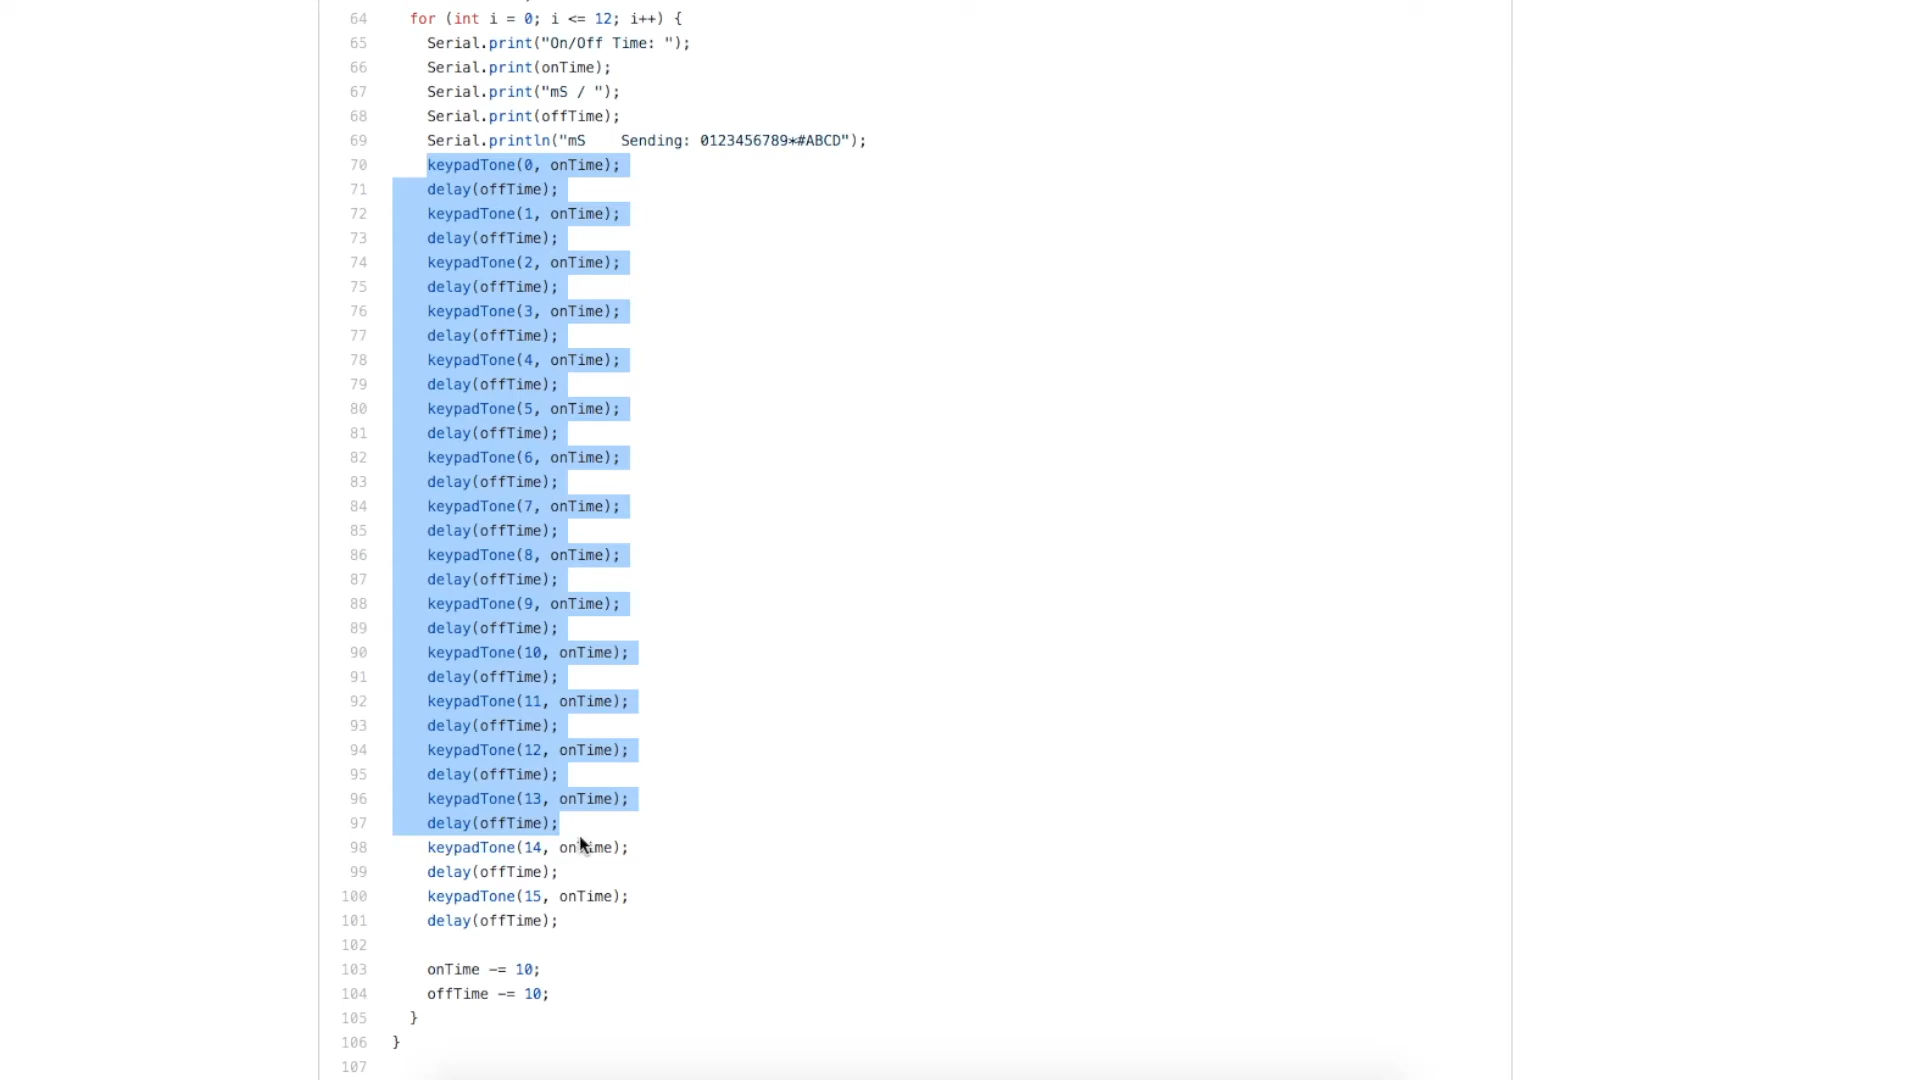 64 for (int i = 0; i <= 12; i++) {
65 Serial.print("On/Off Time: ");
66 Serial.print(onTime);
67 Serial.print("mS / ");
68 Serial.print(offTime);
69 Serial.println("mS    Sending: 0123456789*#ABCD");
70 keypadTone(0, onTime);
71 delay(offTime);
72 keypadTone(1, onTime);
73 delay(offTime);
74 keypadTone(2, onTime);
75 delay(offTime);
76 keypadTone(3, onTime);
77 delay(offTime);
78 keypadTone(4, onTime);
79 delay(offTime);
80 keypadTone(5, onTime);
81 delay(offTime);
82 keypadTone(6, onTime);
83 delay(offTime);
84 keypadTone(7, onTime);
85 delay(offTime);
86 keypadTone(8, onTime);
87 delay(offTime);
88 keypadTone(9, onTime);
89 delay(offTime);
90 keypadTone(10, onTime);
91 delay(offTime);
92 keypadTone(11, onTime);
93 delay(offTime);
94 keypadTone(12, onTime);
95 delay(offTime);
96 keypadTone(13, onTime);
97 delay(offTime);
98 keypadTone(14, onTime);
99 delay(offTime);
100 keypadTone(15, onTime);
101 delay(offTime);
102
103 onTime -= 10;
104 offTime -= 10;
105 }
106 }
107